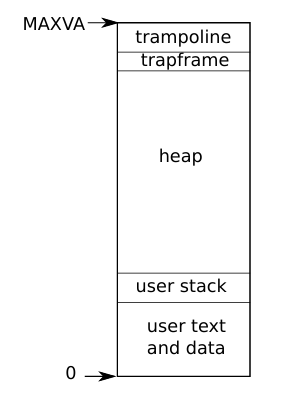 MAXVA
trampoline
trapframe
heap
user stack
user text
and data
0